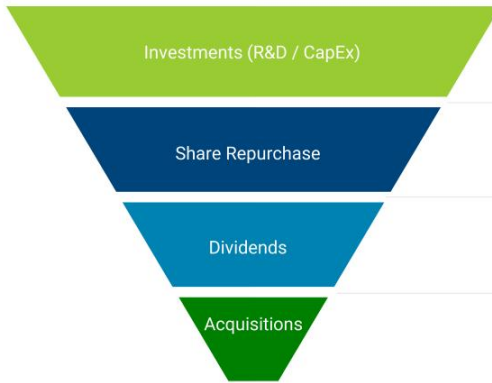 Investments (R&D / CapEx)
Share Repurchase
Dividends
Acquisitions